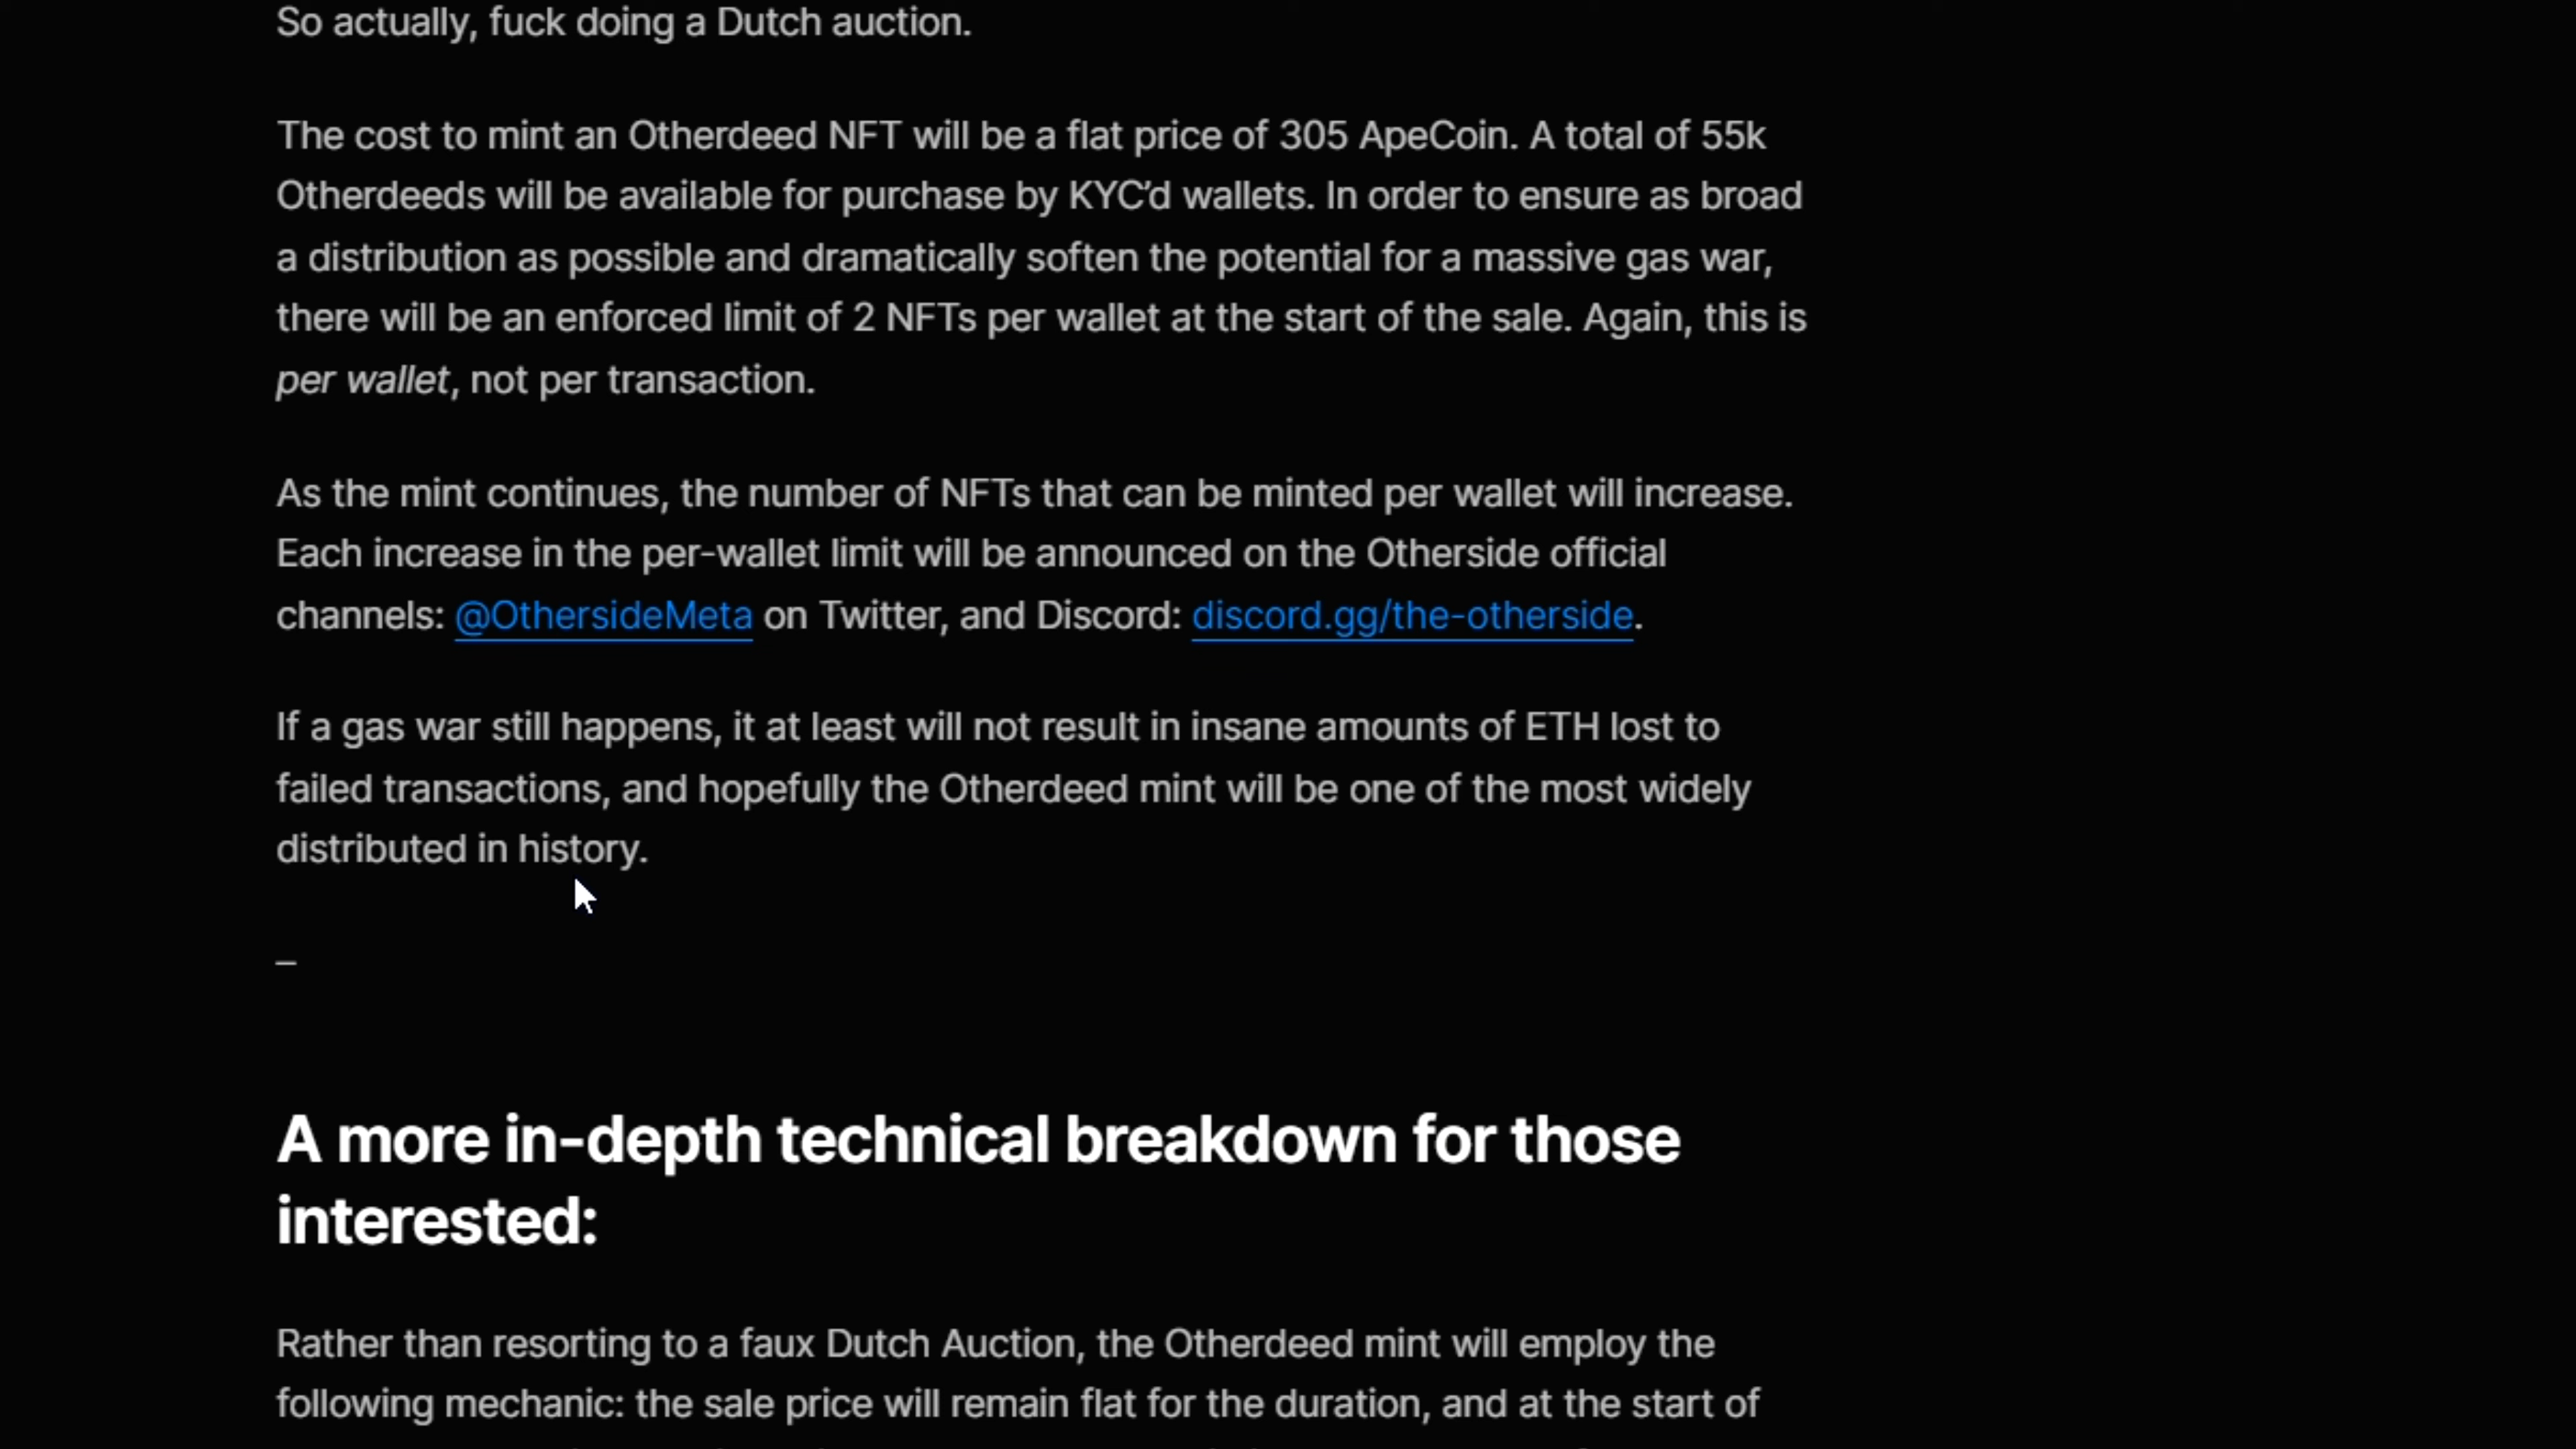 So actually, fuck doing a Dutch auction.
The cost to mint an Otherdeed NFT will be a flat price of 305 ApeCoin. A total of 55k
Otherdeeds will be available for purchase by KYC’d wallets. In order to ensure as broad
a distribution as possible and dramatically soften the potential for a massive gas war,
there will be an enforced limit of 2 NFTs per wallet at the start of the sale. Again, this is
per wallet, not per transaction.
As the mint continues, the number of NFTs that can be minted per wallet will increase.
Each increase in the per-wallet limit will be announced on the Otherside official
channels: @OthersideMeta on Twitter, and Discord: discord.gg/the-otherside.
If a gas war still happens, it at least will not result in insane amounts of ETH lost to
failed transactions, and hopefully the Otherdeed mint will be one of the most widely
distributed in history.
–
A more in-depth technical breakdown for those
interested:
Rather than resorting to a faux Dutch Auction, the Otherdeed mint will employ the
following mechanic: the sale price will remain flat for the duration, and at the start of